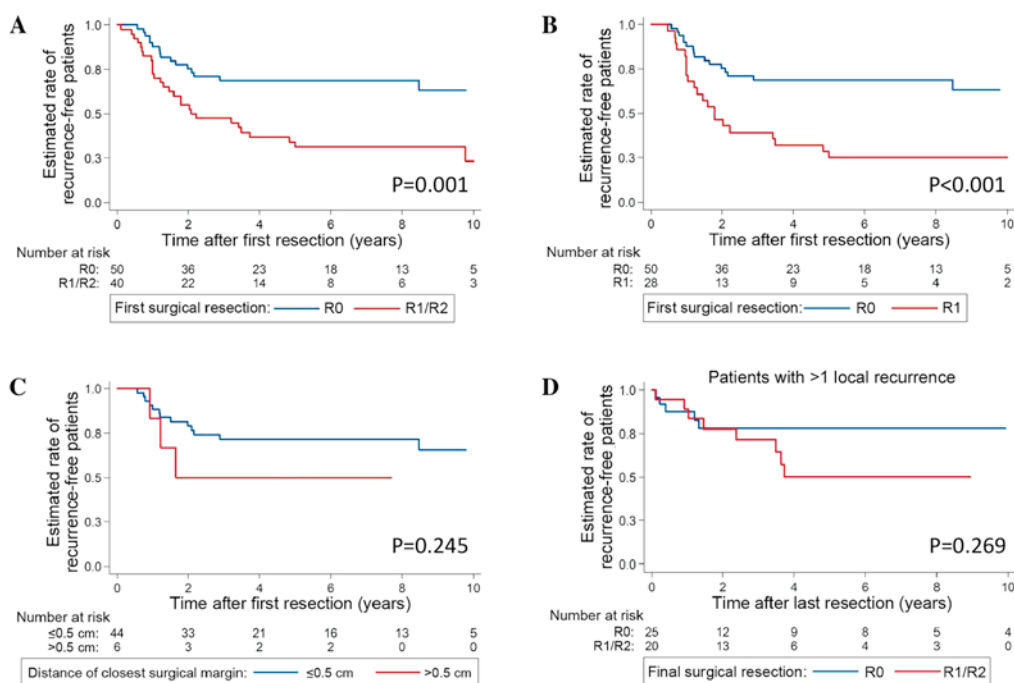 A
Estimated rate of
recurrence-free patients
1.0
0.8
0.5
0.3
0.0
P=0.001
0 2 4 6 8 10
Time after first resection (years)
Number at risk
R0: 50 36 23 18 13 5
R1/R2: 40 22 14 8 6 3
First surgical resection: R0 R1/R2
B
Estimated rate of
recurrence-free patients
1.0
0.8
0.5
0.3
0.0
P<0.001
0 2 4 6 8 10
Time after first resection (years)
Number at risk
R0: 50 36 23 18 13 5
R1: 28 13 9 5 4 2
First surgical resection: R0 R1
C
Estimated rate of
recurrence-free patients
1.0
0.8
0.5
0.3
0.0
P=0.245
0 2 4 6 8 10
Time after first resection (years)
Number at risk
≤0.5 cm: 44 33 21 16 13 5
>0.5 cm: 6 3 2 2 0 0
Distance of closest surgical margin: ≤0.5 cm >0.5 cm
D
Patients with >1 local recurrence
Estimated rate of
recurrence-free patients
1.0
0.8
0.5
0.3
0.0
P=0.269
0 2 4 6 8 10
Time after last resection (years)
Number at risk
R0: 25 12 9 8 5 4
R1/R2: 20 13 6 4 3 0
Final surgical resection: R0 R1/R2